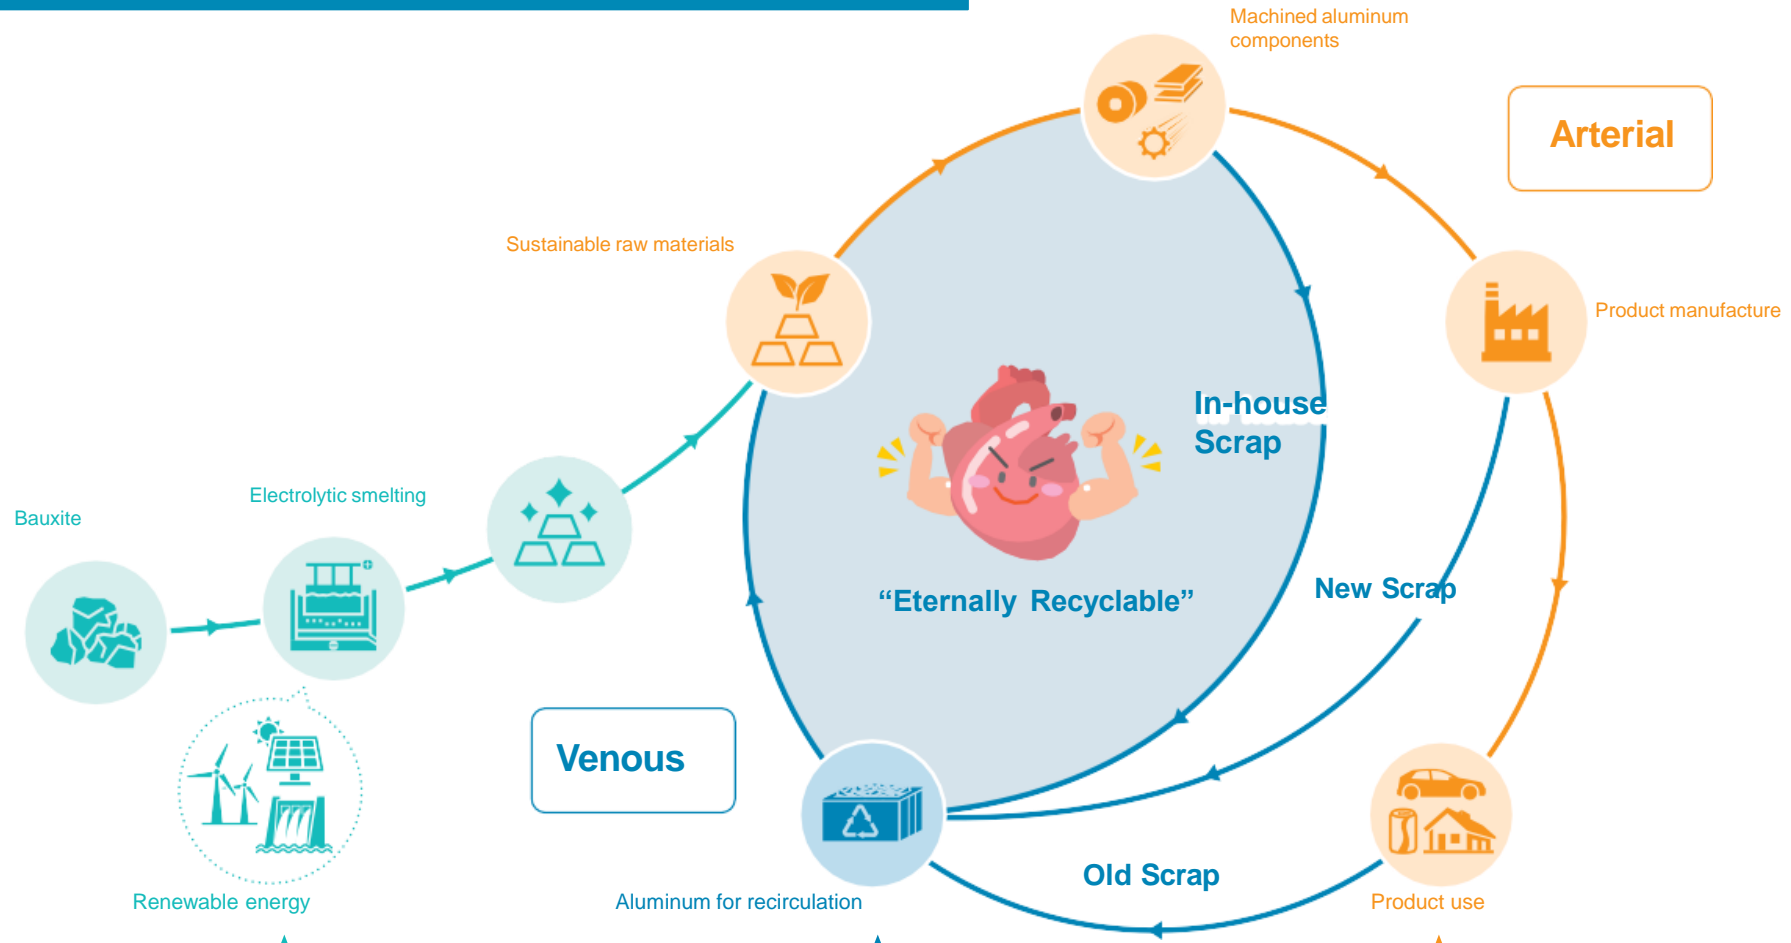 Machined aluminum
components
Arterial
Sustainable raw materials
Product manufacture
In-house
Scrap
Electrolytic smelting
Bauxite
“Eternally Recyclable”
New Scrap
Venous
Old Scrap
Renewable energy
Aluminum for recirculation
Product use